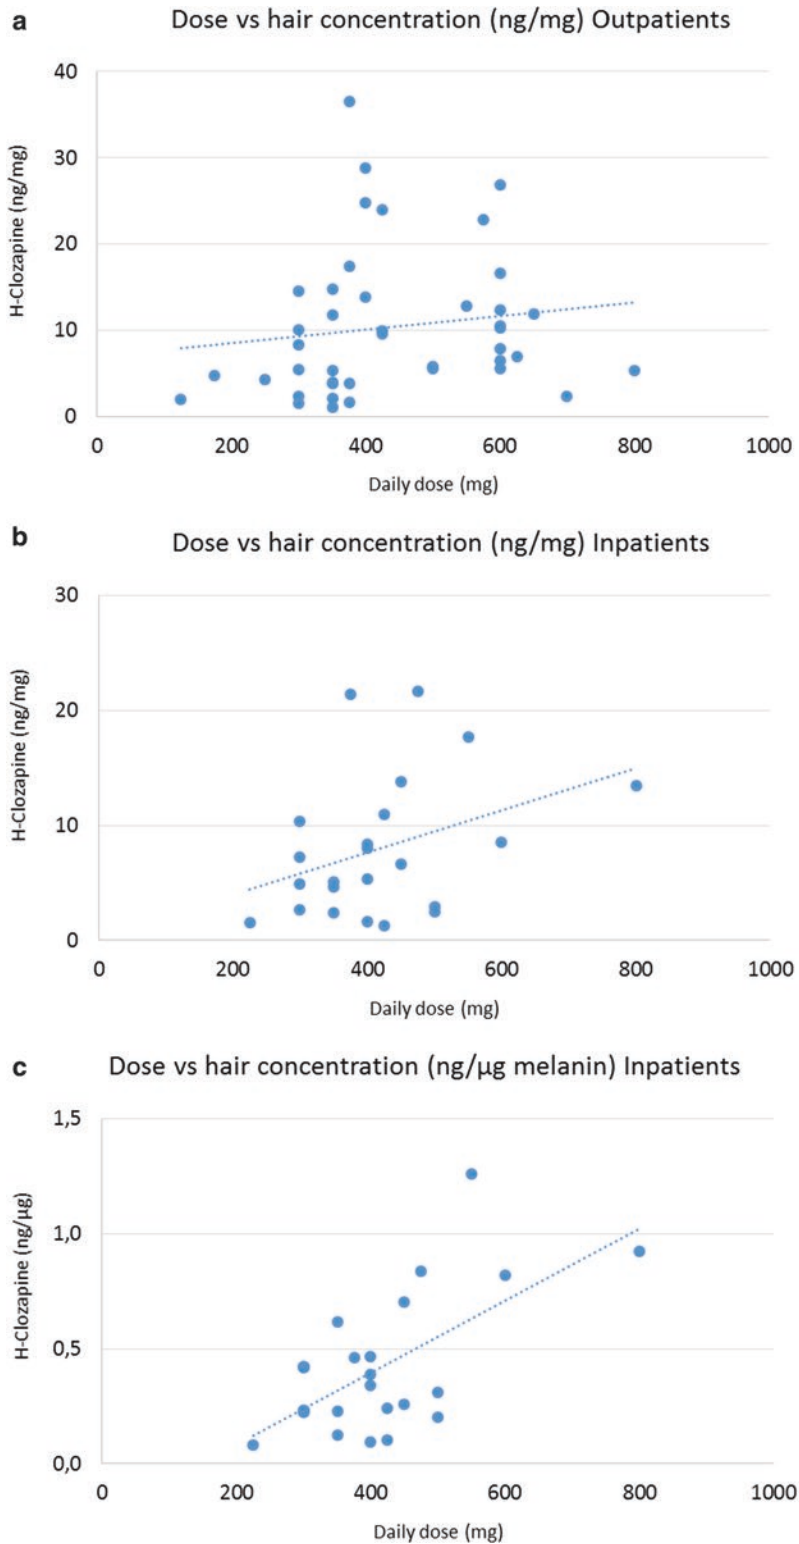 a
Dose vs hair concentration (ng/mg) Outpatients
40
30
20
10
0
H-Clozapine (ng/mg)
0 200 400 600 800 1000
Daily dose (mg)
b
Dose vs hair concentration (ng/mg) Inpatients
30
20
10
0
H-Clozapine (ng/mg)
0 200 400 600 800 1000
Daily dose (mg)
c
Dose vs hair concentration (ng/µg melanin) Inpatients
1,5
1,0
0,5
0,0
H-Clozapine (ng/µg)
0 200 400 600 800 1000
Daily dose (mg)